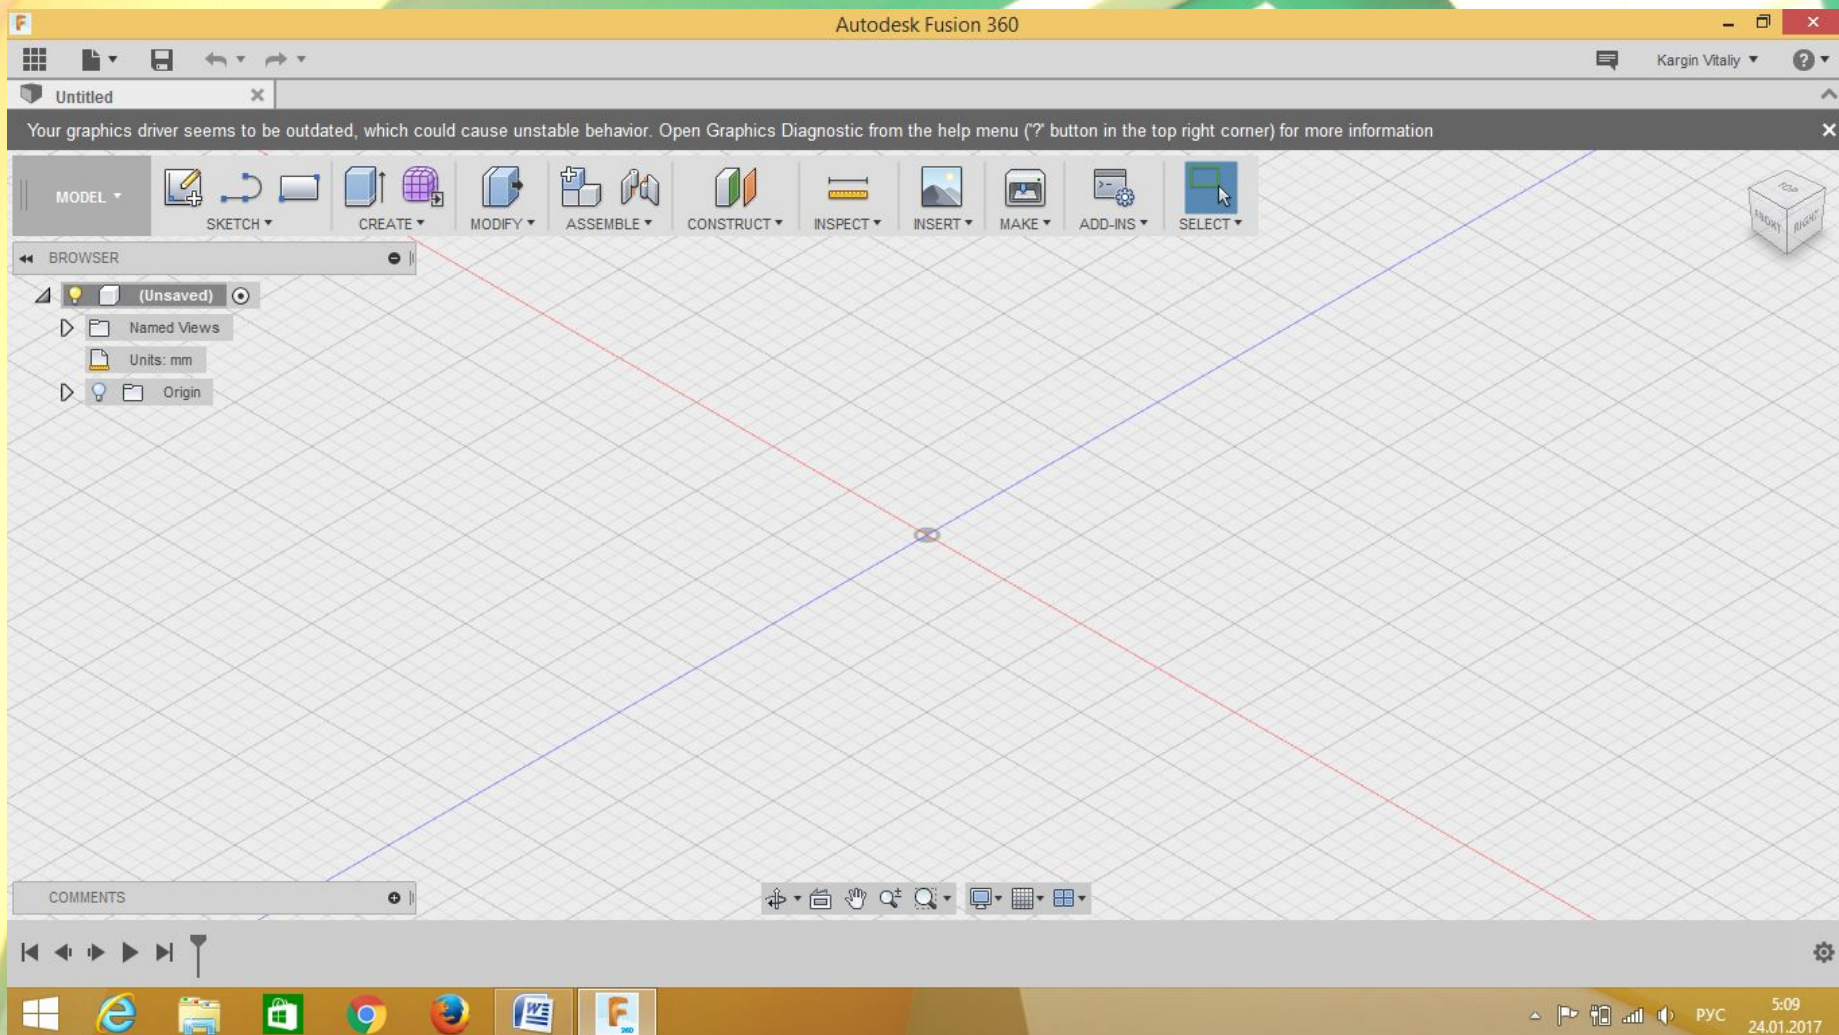 Autodesk Fusion 360
Kargin Vitaliy
Untitled
Your graphics driver seems to be outdated, which could cause unstable behavior. Open Graphics Diagnostic from the help menu ('?' button in the top right corner) for more information
MODEL
SKETCH CREATE MODIFY ASSEMBLE CONSTRUCT INSPECT INSERT MAKE ADD-INS SELECT
TOP
FRONT RIGHT
BROWSER
(Unsaved)
Named Views
Units: mm
Origin
COMMENTS
РУС
5:09
24.01.2017